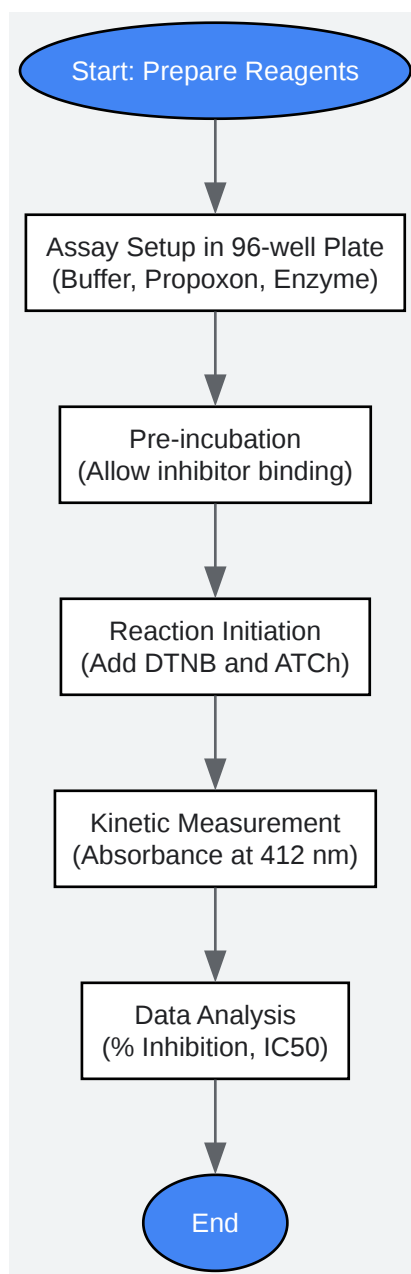 Start: Prepare Reagents
Assay Setup in 96-well Plate
(Buffer, Propoxon, Enzyme)
Pre-incubation
(Allow inhibitor binding)
Reaction Initiation
(Add DTNB and ATCh)
Kinetic Measurement
(Absorbance at 412 nm)
Data Analysis
(% Inhibition, IC50)
End